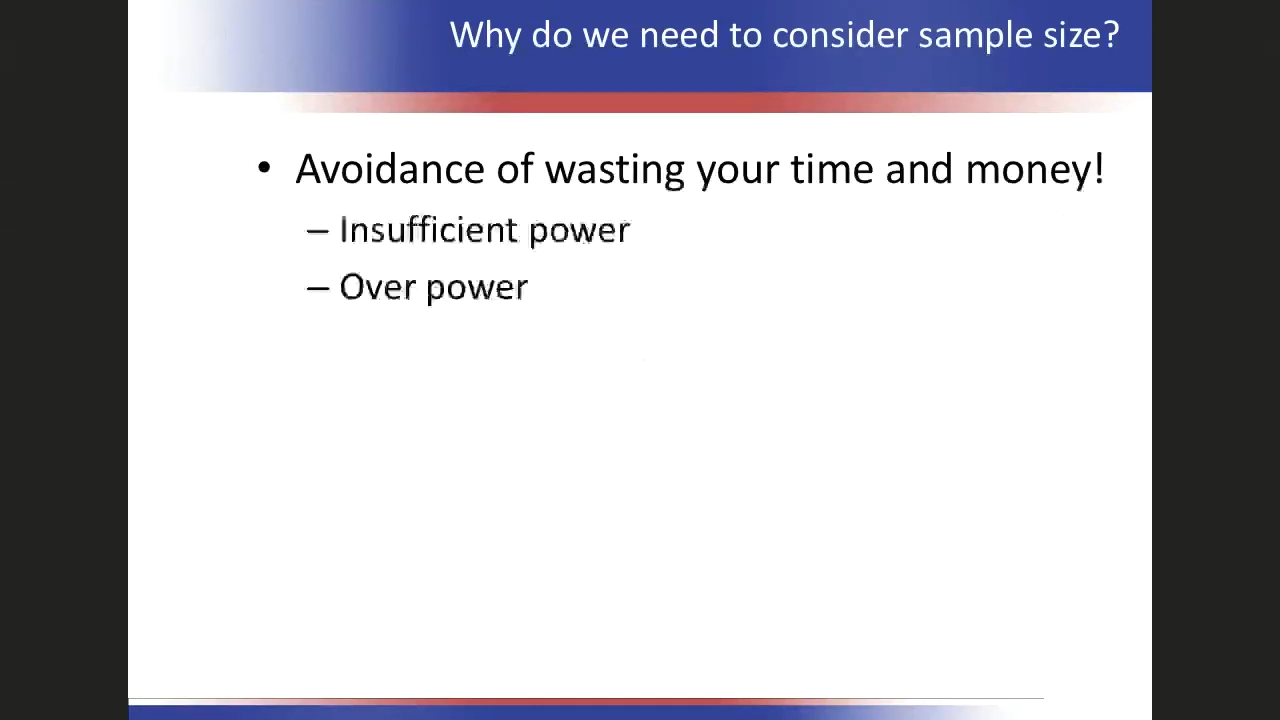 Why do we need to consider sample size?
• Avoidance of wasting your time and money!
– Insufficient power
– Over power